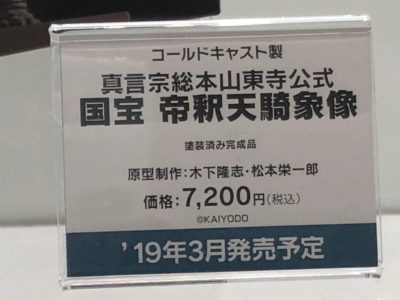 コールドキャスト製
真言宗総本山東寺公式
国宝 帝釈天騎象像
塗装済み完成品
原型制作:木下隆志・松本栄一郎
価格:7,200円(税込)
©KAIYODO
'19年3月発売予定